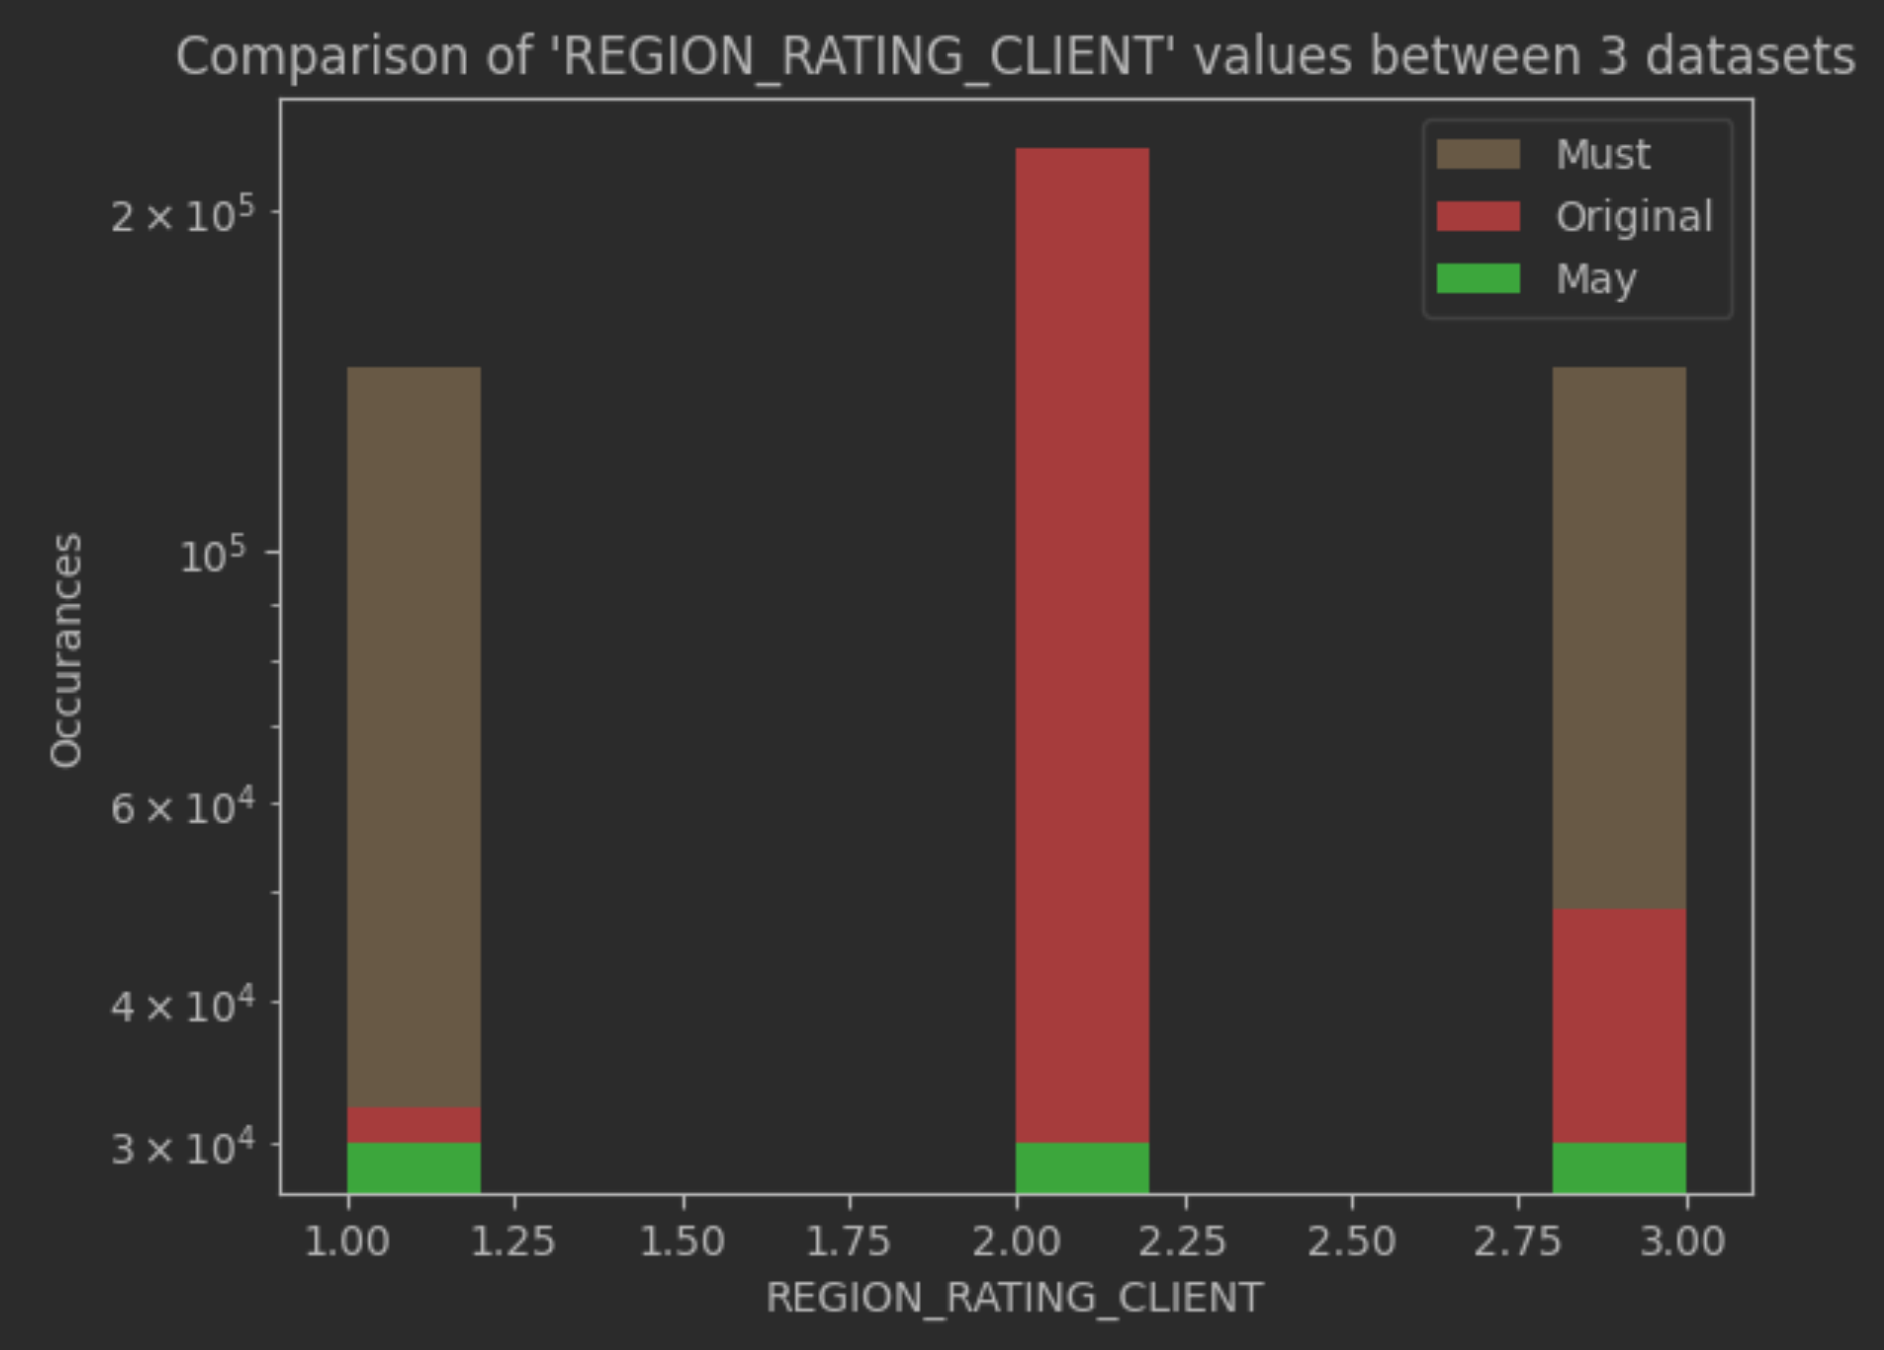 Comparison of 'REGION_RATING_CLIENT' values between 3 datasets
Must
Original
May
2 × 10⁵
10⁵
6 × 10⁴
4 × 10⁴
3 × 10⁴
Occurances
1.00 1.25 1.50 1.75 2.00 2.25 2.50 2.75 3.00
REGION_RATING_CLIENT